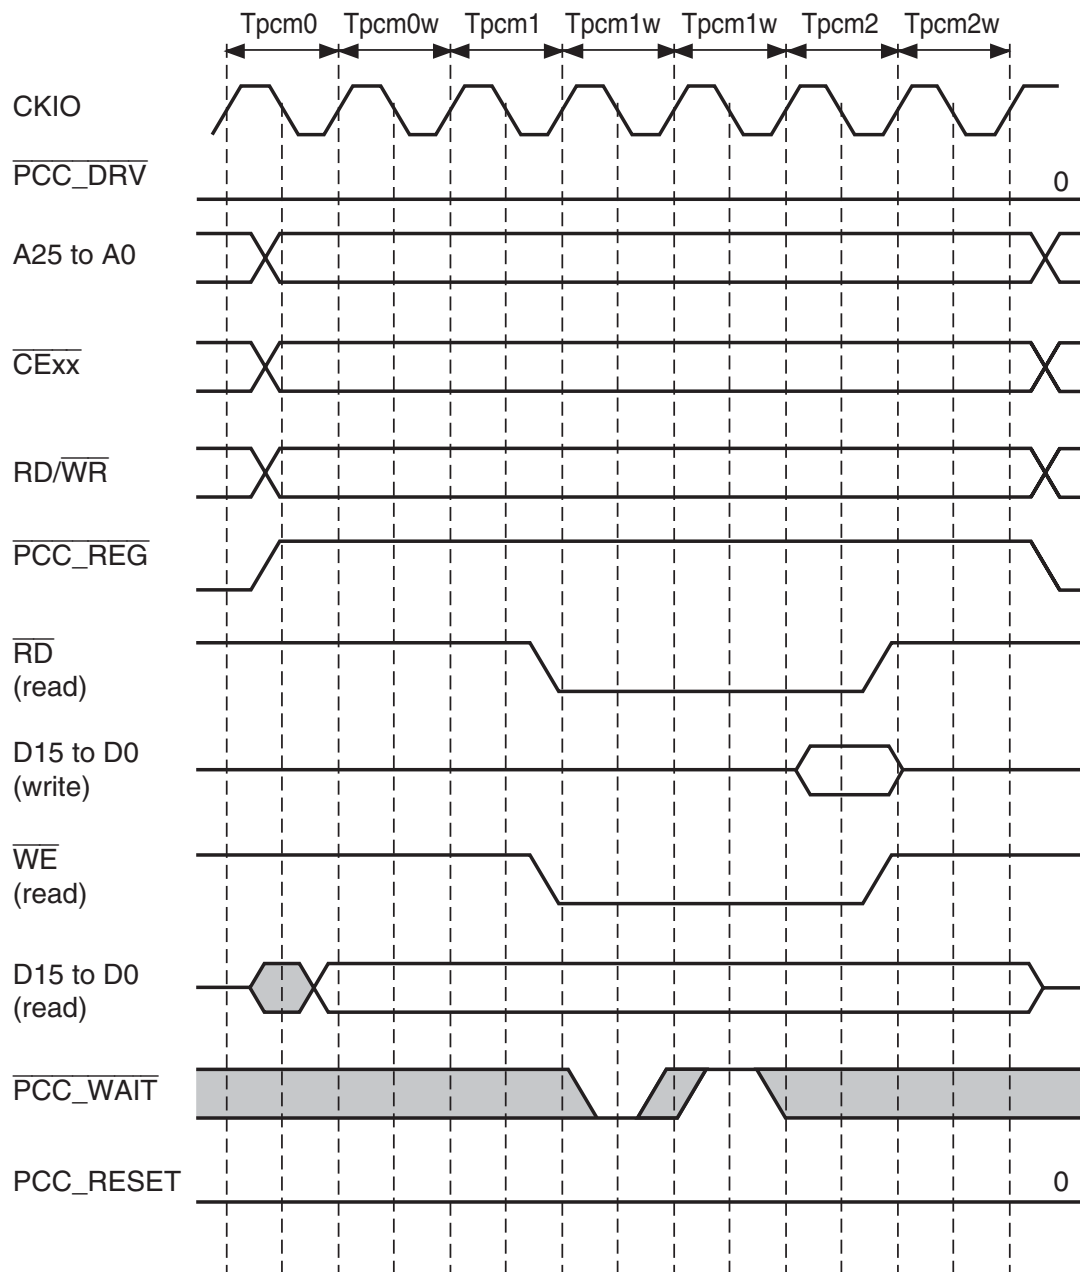 Tpcm0 Tpcm0w Tpcm1 Tpcm1w Tpcm1w Tpcm2 Tpcm2w
CKIO
PCC_DRV
0
A25 to A0
CExx
RD/WR
PCC_REG
RD
(read)
D15 to D0
(write)
WE
(read)
D15 to D0
(read)
PCC_WAIT
PCC_RESET
0